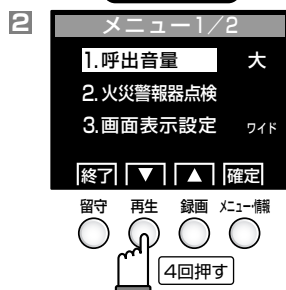 2
メニュー1/2
1.呼出音量 大
2.火災警報器点検
3.画面表示設定 ワイド
終了 ▼ ▲ 確定
留守 再生 録画 メニュー・情報
4回押す